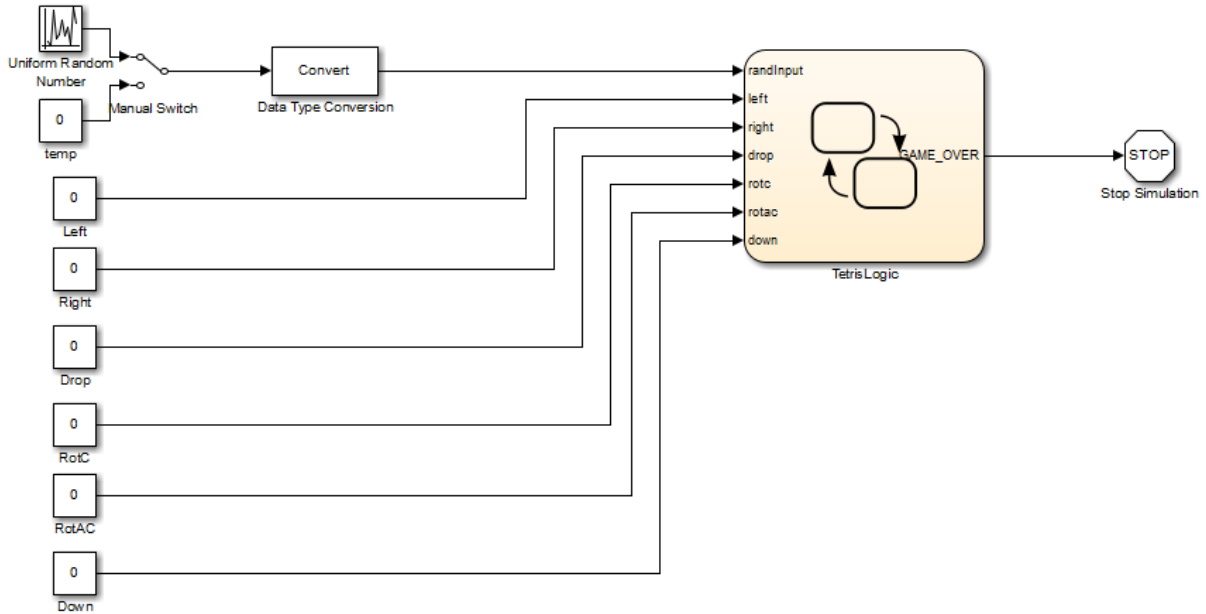 Uniform Random
Number
Manual Switch
0
temp
Convert
Data Type Conversion
0
Left
0
Right
0
Drop
0
RotC
0
RotAC
0
Down
randInput
left
right
drop
rotc
rotac
down
GAME_OVER
TetrisLogic
STOP
Stop Simulation